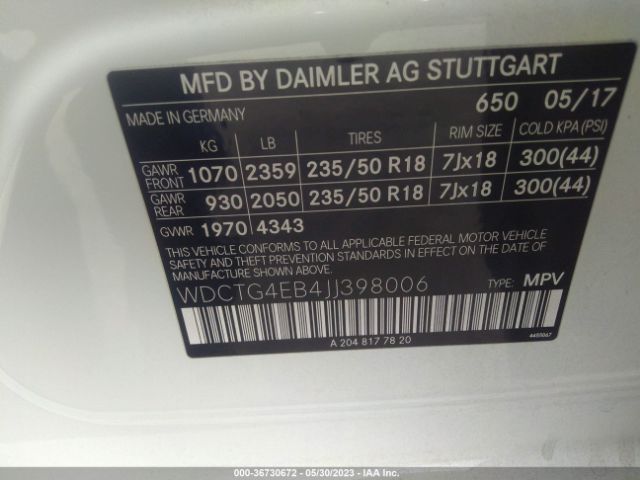 MFD BY DAIMLER AG STUTTGART
MADE IN GERMANY 650 05/17
KG LB TIRES RIM SIZE COLD KPA (PSI)
GAWR FRONT 1070 2359 235/50 R18 7Jx18 300(44)
GAWR REAR 930 2050 235/50 R18 7Jx18 300(44)
GVWR 1970 4343
THIS VEHICLE CONFORMS TO ALL APPLICABLE FEDERAL MOTOR VEHICLE
SAFETY AND THEFT PREVENTION STANDARDS IN EFFECT ON THE DATE
OF MANUFACTURE SHOWN ABOVE.
WDCTG4EB4JJ398006 TYPE: MPV
A 204 817 78 20
000-36730672 - 05/30/2023 - IAA Inc.